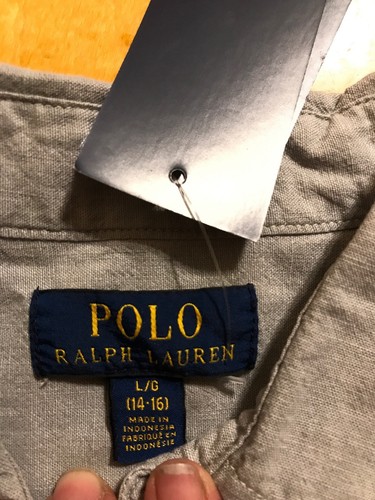 POLO
RALPH LAUREN
L/G
(14-16)
MADE IN
INDONESIA
FABRIQUÉ EN
INDONÉSIE